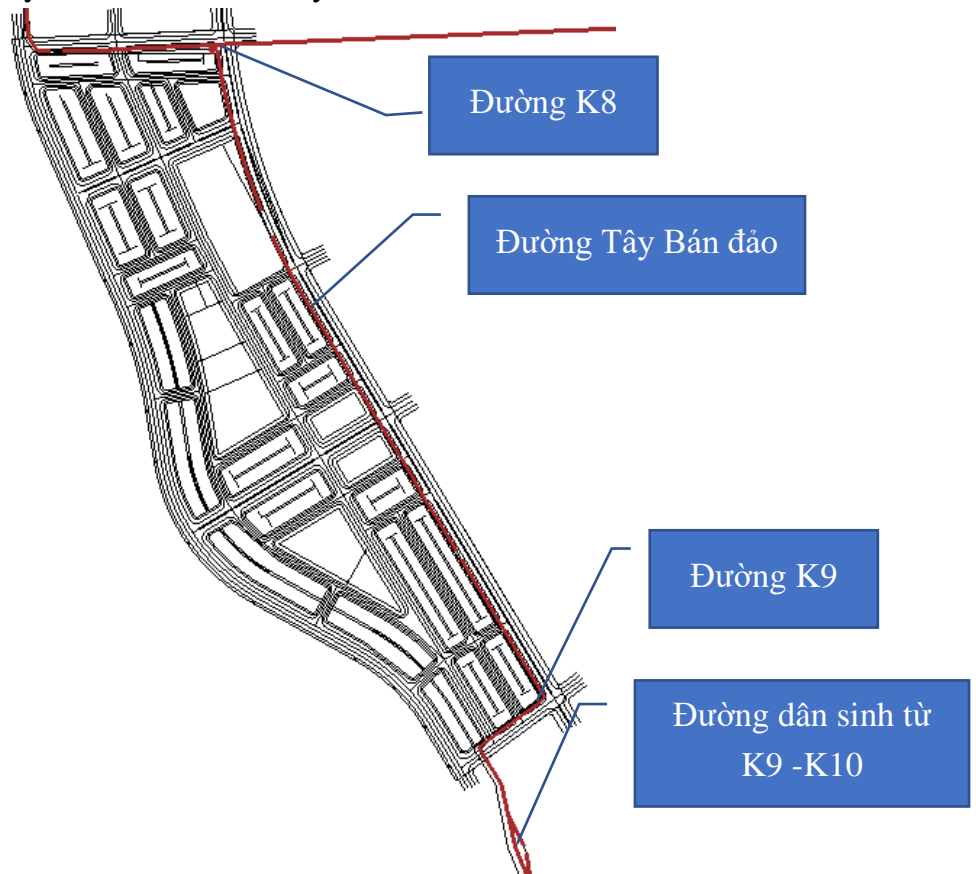 Đường K8
Đường Tây Bán đảo
Đường K9
Đường dân sinh từ
K9 -K10